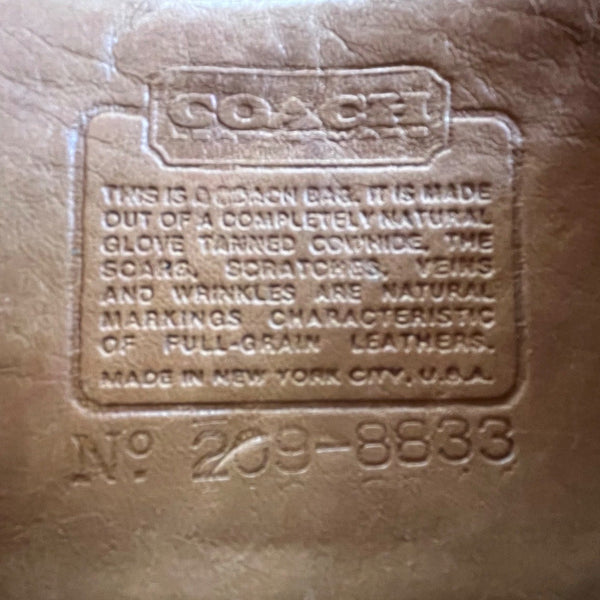 COACH
THIS IS A COACH BAG. IT IS MADE
OUT OF A COMPLETELY NATURAL
GLOVE TANNED COWHIDE. THE
SCARS, SCRATCHES, VEINS
AND WRINKLES ARE NATURAL
MARKINGS CHARACTERISTIC
OF FULL-GRAIN LEATHERS.
MADE IN NEW YORK CITY, U.S.A.
Nº 209-8833